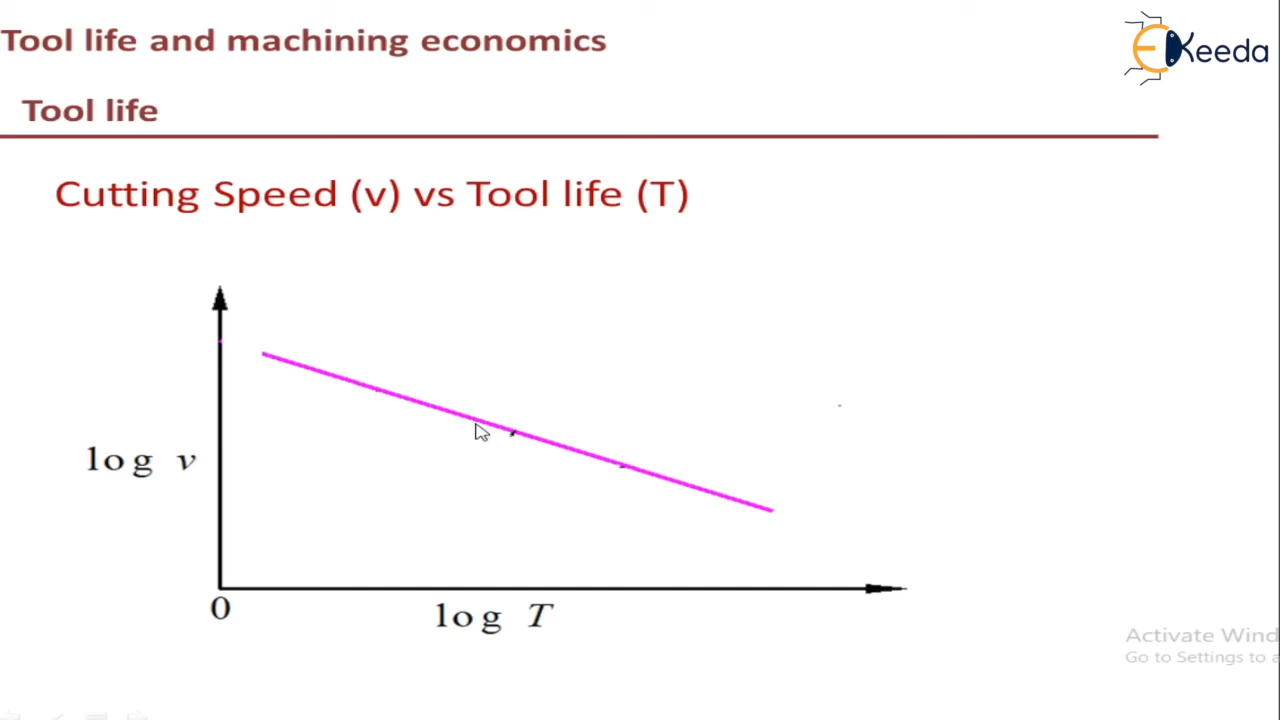 Tool life and machining economics
EKeeda
Tool life
Cutting Speed (v) vs Tool life (T)
log v
0
log T
Activate Wind
Go to Settings to a